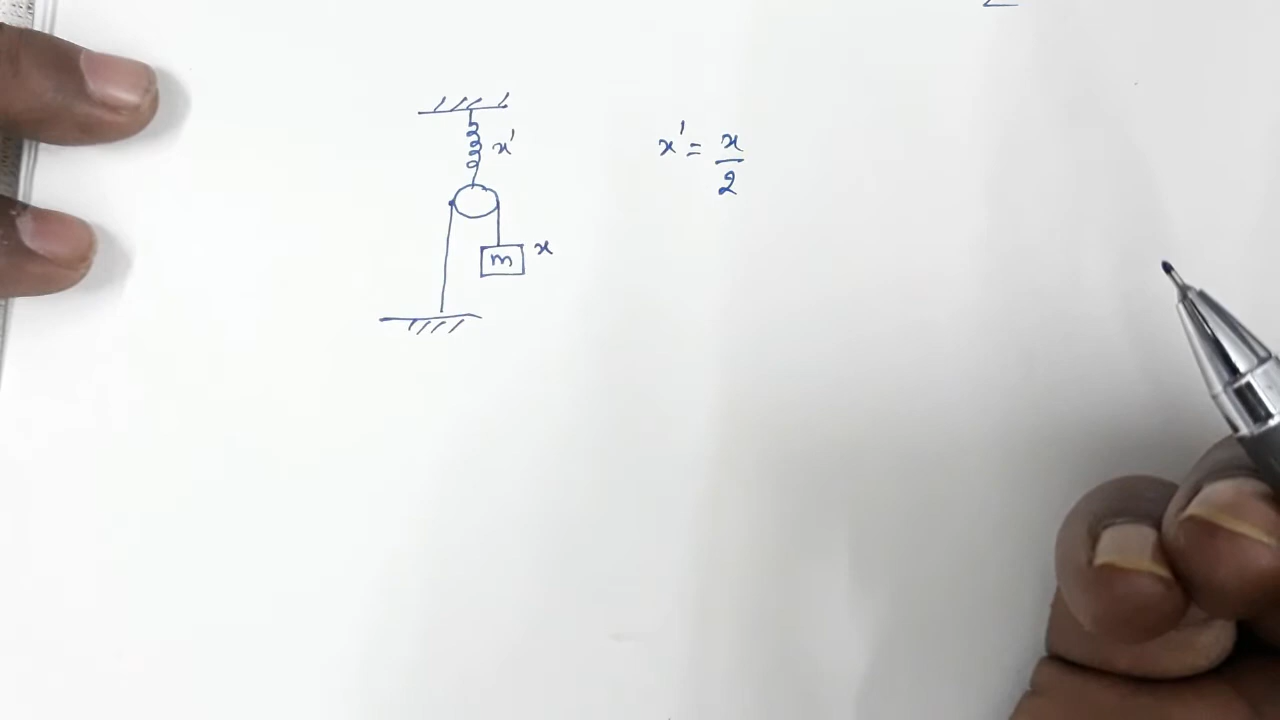 x'
x' = x/2
m x